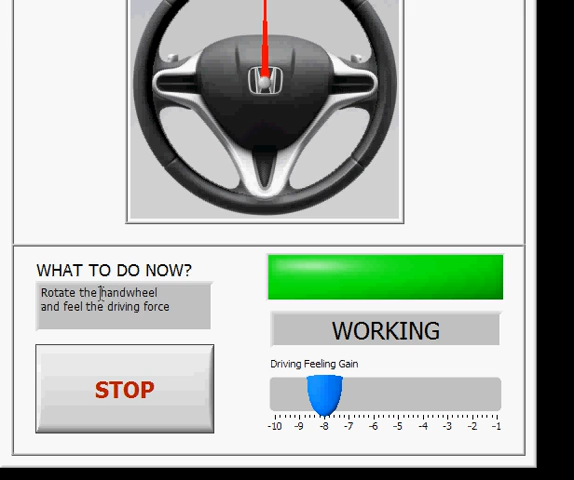 WHAT TO DO NOW?
Rotate the handwheel
and feel the driving force
STOP
WORKING
Driving Feeling Gain
-10 -9 -8 -7 -6 -5 -4 -3 -2 -1